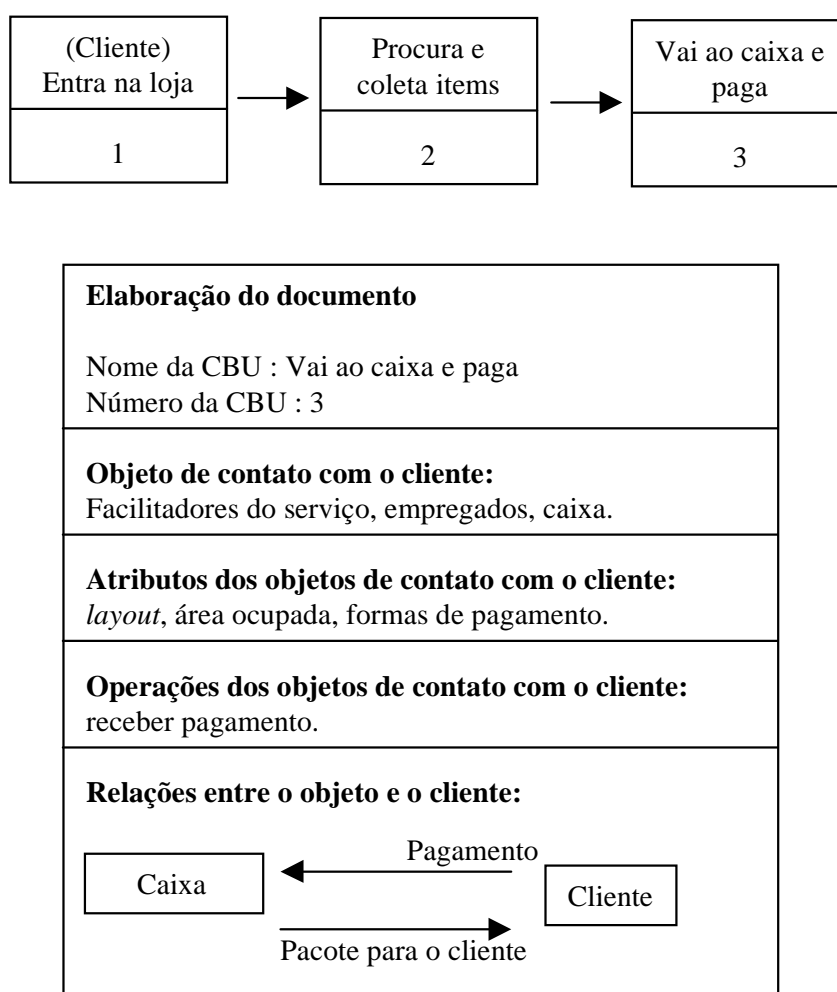 (Cliente)
Entra na loja
1
Procura e
coleta items
2
Vai ao caixa e
paga
3
Elaboração do documento
Nome da CBU : Vai ao caixa e paga
Número da CBU : 3
Objeto de contato com o cliente:
Facilitadores do serviço, empregados, caixa.
Atributos dos objetos de contato com o cliente:
layout, área ocupada, formas de pagamento.
Operações dos objetos de contato com o cliente:
receber pagamento.
Relações entre o objeto e o cliente:
Pagamento
Caixa
Cliente
Pacote para o cliente